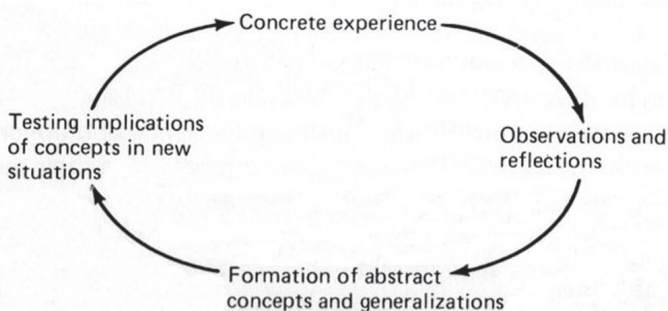 Concrete experience
Testing implications
of concepts in new
situations
Observations and
reflections
Formation of abstract
concepts and generalizations